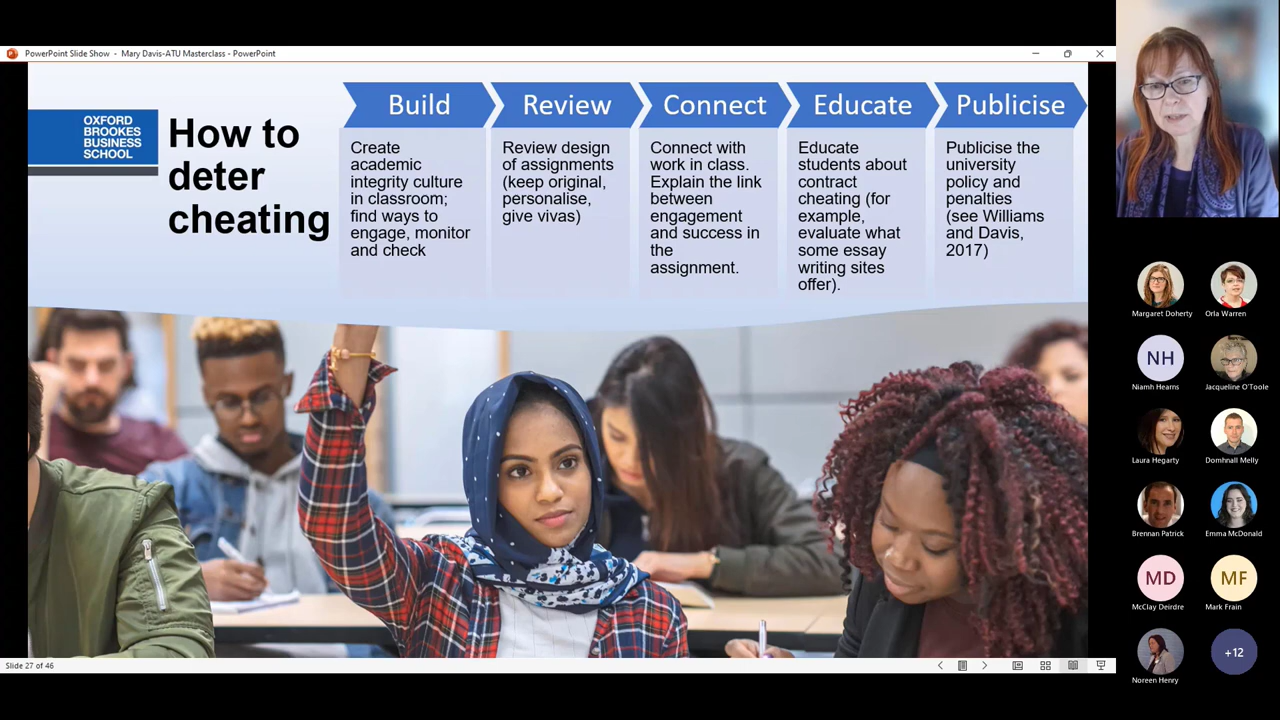 PowerPoint Slide Show - Mary Davis-ATU Masterclass - PowerPoint
OXFORD
BROOKES
BUSINESS
SCHOOL
How to
deter
cheating
Build
Create
academic
integrity culture
in classroom;
find ways to
engage, monitor
and check
Review
Review design
of assignments
(keep original,
personalise,
give vivas)
Connect
Connect with
work in class.
Explain the link
between
engagement
and success in
the
assignment.
Educate
Educate
students about
contract
cheating (for
example,
evaluate what
some essay
writing sites
offer).
Publicise
Publicise the
university
policy and
penalties
(see Williams
and Davis,
2017)
Slide 27 of 46
Margaret Doherty
Orla Warren
NH
Niamh Hearns
Jacqueline O'Toole
Laura Hegarty
Domhnall Melly
Brennan Patrick
Emma McDonald
MD
McClay Deirdre
MF
Mark Frain
Noreen Henry
+12